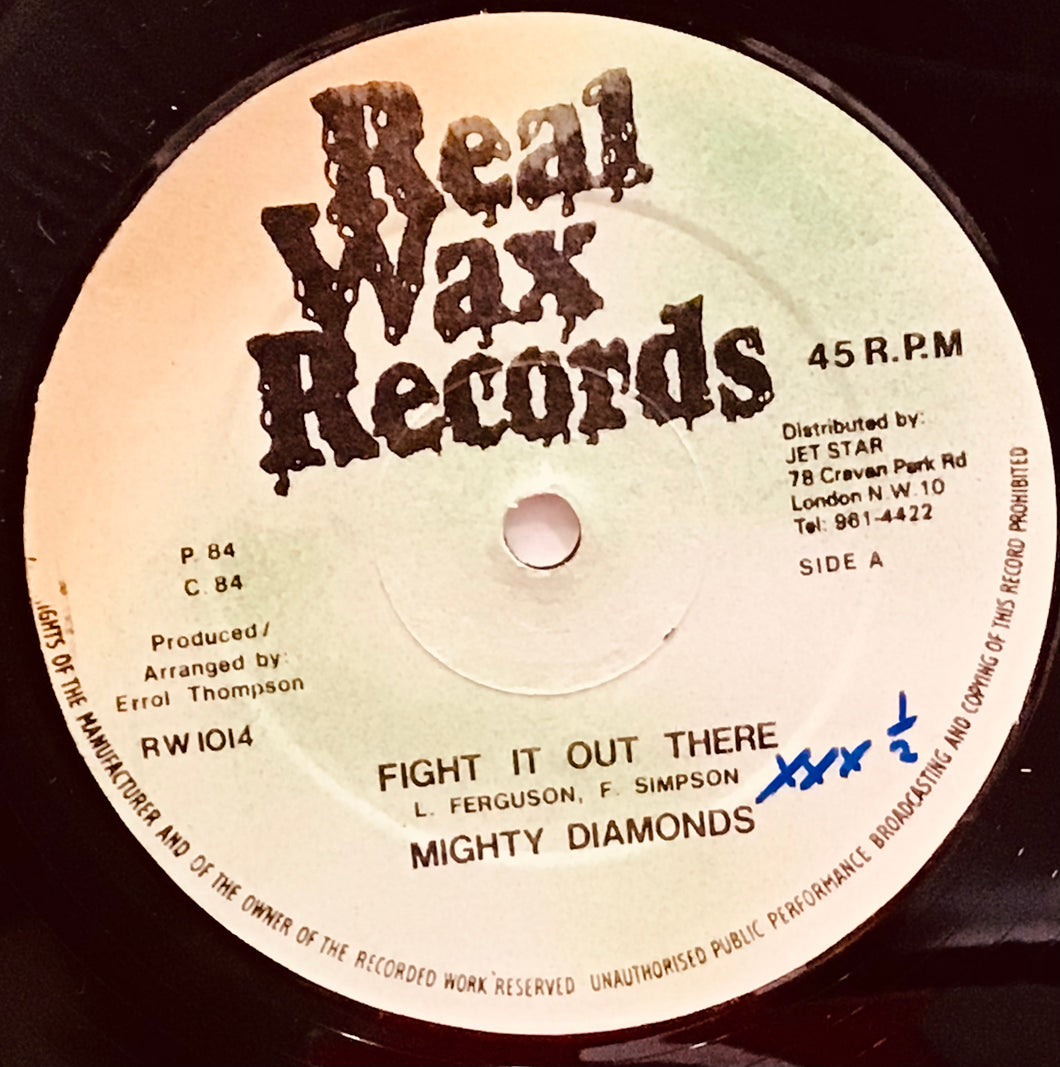 Real
Wax
Records
45 R.P.M
Distributed by:
JET STAR
78 Craven Park Rd
London N.W.10
Tel: 961-4422
SIDE A
P. 84
C. 84
Produced/
Arranged by:
Errol Thompson
RW1014
FIGHT IT OUT THERE
L. FERGUSON, F. SIMPSON
MIGHTY DIAMONDS
xxx 1/2
OF THE MANUFACTURER AND OF THE OWNER OF THE RECORDED WORK RESERVED UNAUTHORISED PUBLIC PERFORMANCE BROADCASTING AND COPYING OF THIS RECORD PROHIBITED